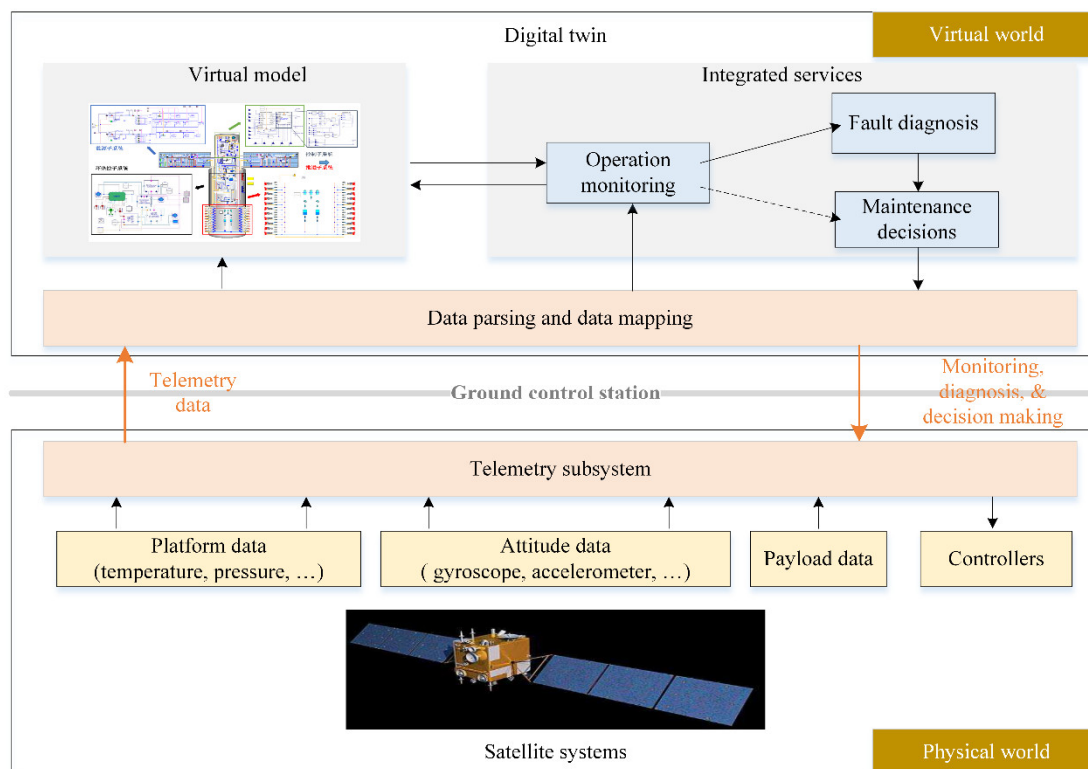 Digital twin
Virtual world
Virtual model
Integrated services
Fault diagnosis
Operation
monitoring
Maintenance
decisions
Data parsing and data mapping
Telemetry
data
Ground control station
Monitoring,
diagnosis, &
decision making
Telemetry subsystem
Platform data
(temperature, pressure, …)
Attitude data
( gyroscope, accelerometer, …)
Payload data
Controllers
Satellite systems
Physical world